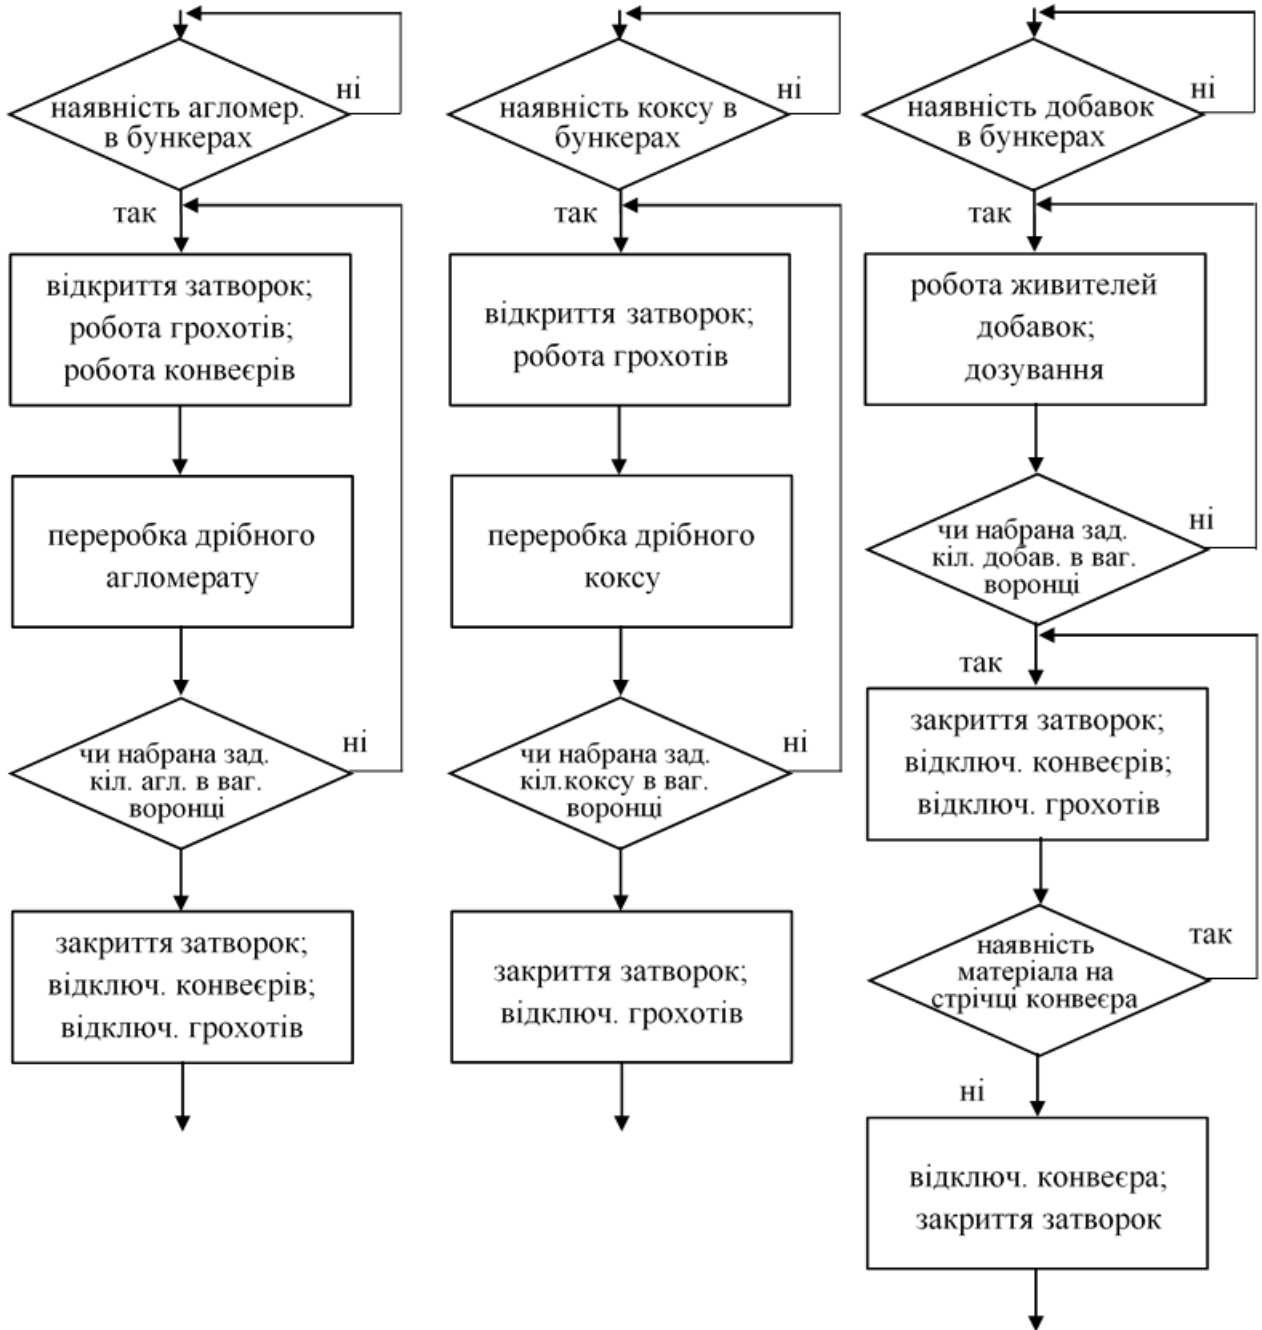 ні
наявність агломер.
в бункерах
так
відкриття затворок;
робота грохотів;
робота конвеєрів
переробка дрібного
агломерату
ні
чи набрана зад.
кіл. агл. в ваг.
воронці
закриття затворок;
відключ. конвеєрів;
відключ. грохотів
ні
наявність коксу в
бункерах
так
відкриття затворок;
робота грохотів
переробка дрібного
коксу
ні
чи набрана зад.
кіл.коксу в ваг.
воронці
закриття затворок;
відключ. грохотів
ні
наявність добавок
в бункерах
так
робота живителей
добавок;
дозування
ні
чи набрана зад.
кіл. добав. в ваг.
воронці
так
закриття затворок;
відключ. конвеєрів;
відключ. грохотів
так
наявність
матеріала на
стрічці конвеєра
ні
відключ. конвеєра;
закриття затворок